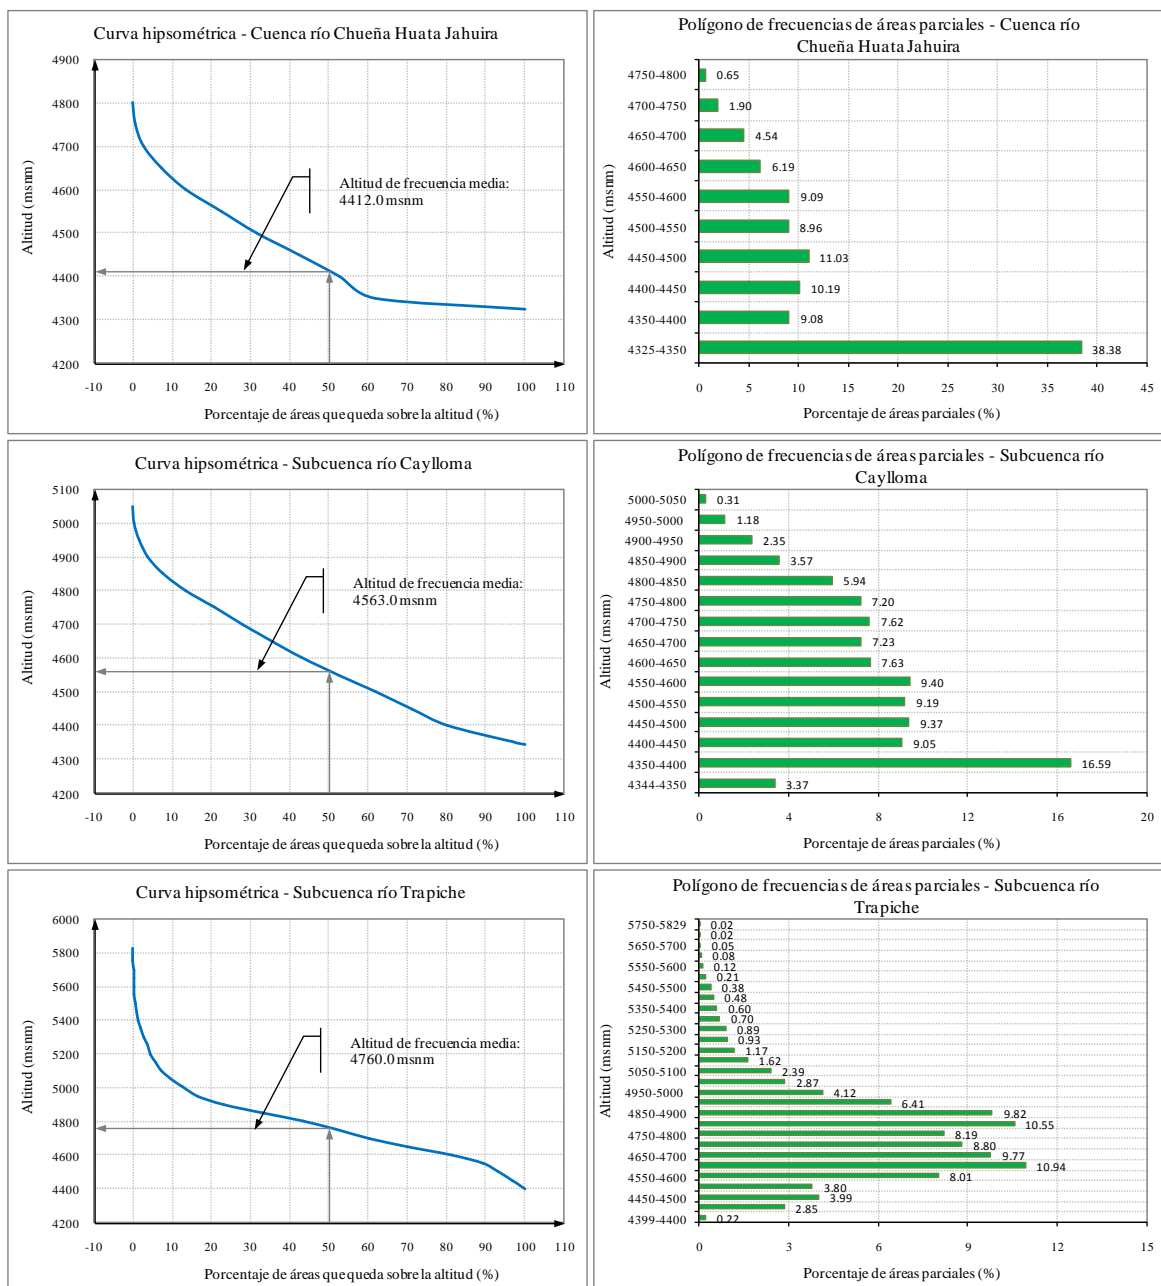 Curva hipsométrica - Cuenca río Chueña Huata Jahuira
Altitud (msnm)
4900
4800
4700
4600
4500
4400
4300
4200
Altitud de frecuencia media:
4412.0 msnm
-10 0 10 20 30 40 50 60 70 80 90 100 110
Porcentaje de áreas que queda sobre la altitud (%)
Polígono de frecuencias de áreas parciales - Cuenca río
Chueña Huata Jahuira
Altitud (msnm)
4750-4800 0.65
4700-4750 1.90
4650-4700 4.54
4600-4650 6.19
4550-4600 9.09
4500-4550 8.96
4450-4500 11.03
4400-4450 10.19
4350-4400 9.08
4325-4350 38.38
0 5 10 15 20 25 30 35 40 45
Porcentaje de áreas parciales (%)
Curva hipsométrica - Subcuenca río Caylloma
Altitud (msnm)
5100
5000
4900
4800
4700
4600
4500
4400
4300
4200
Altitud de frecuencia media:
4563.0 msnm
-10 0 10 20 30 40 50 60 70 80 90 100 110
Porcentaje de áreas que queda sobre la altitud (%)
Polígono de frecuencias de áreas parciales - Subcuenca río
Caylloma
Altitud (msnm)
5000-5050 0.31
4950-5000 1.18
4900-4950 2.35
4850-4900 3.57
4800-4850 5.94
4750-4800 7.20
4700-4750 7.62
4650-4700 7.23
4600-4650 7.63
4550-4600 9.40
4500-4550 9.19
4450-4500 9.37
4400-4450 9.05
4350-4400 16.59
4344-4350 3.37
0 4 8 12 16 20
Porcentaje de áreas parciales (%)
Curva hipsométrica - Subcuenca río Trapiche
Altitud (msnm)
6000
5800
5600
5400
5200
5000
4800
4600
4400
4200
Altitud de frecuencia media:
4760.0 msnm
-10 0 10 20 30 40 50 60 70 80 90 100 110
Porcentaje de áreas que queda sobre la altitud (%)
Polígono de frecuencias de áreas parciales - Subcuenca río
Trapiche
Altitud (msnm)
5750-5829 0.02
0.02
5650-5700 0.05
0.08
5550-5600 0.12
0.21
5450-5500 0.38
0.48
5350-5400 0.60
0.70
5250-5300 0.89
0.93
5150-5200 1.17
1.62
5050-5100 2.39
2.87
4950-5000 4.12
6.41
4850-4900 9.82
10.55
4750-4800 8.19
8.80
4650-4700 9.77
10.94
4550-4600 8.01
3.80
4450-4500 3.99
2.85
4399-4400 0.22
0 3 6 9 12 15
Porcentaje de áreas parciales (%)